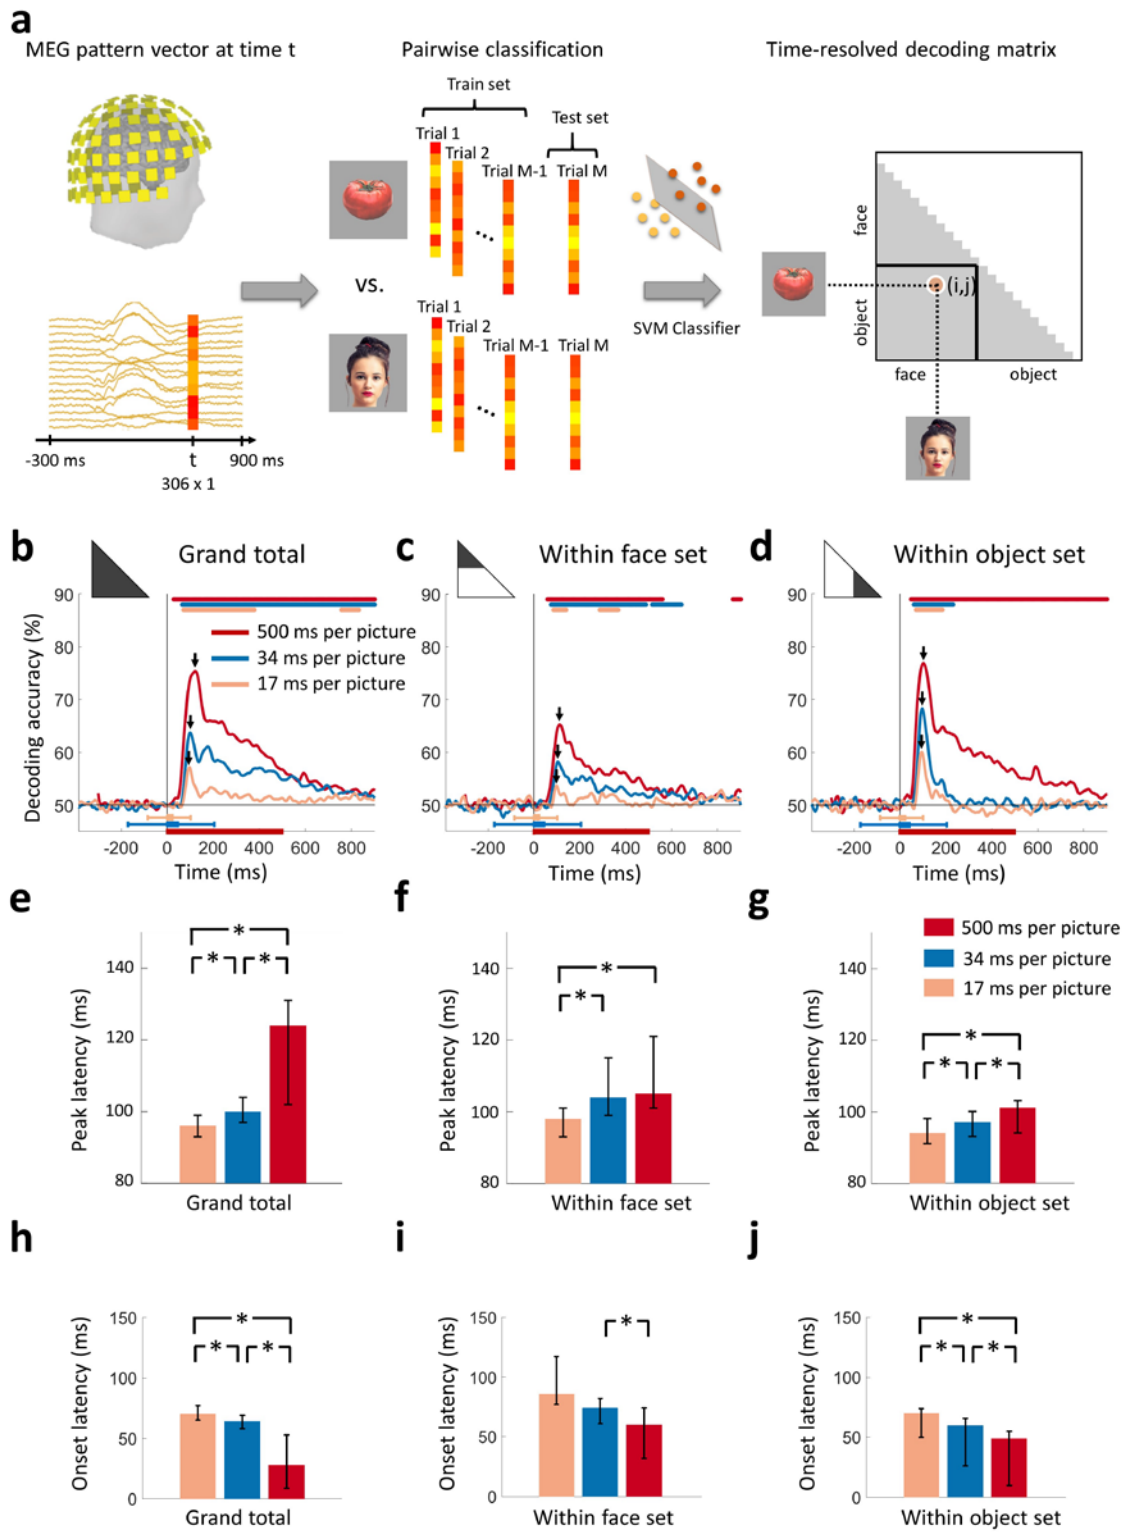 a
MEG pattern vector at time t
Pairwise classification
Time-resolved decoding matrix
Train set
Test set
Trial 1
Trial 2
Trial M-1
Trial M
vs.
Trial 1
Trial 2
Trial M-1
Trial M
SVM Classifier
face
object
(i,j)
face
object
-300 ms
t
900 ms
306 x 1
b
Grand total
c
Within face set
d
Within object set
Decoding accuracy (%)
90
80
70
60
50
500 ms per picture
34 ms per picture
17 ms per picture
-200 0 200 400 600 800
Time (ms)
90
80
70
60
50
-200 0 200 400 600 800
Time (ms)
90
80
70
60
50
-200 0 200 400 600 800
Time (ms)
e
Peak latency (ms)
140
120
100
80
* * *
Grand total
f
Peak latency (ms)
140
120
100
80
* *
Within face set
g
500 ms per picture
34 ms per picture
17 ms per picture
Peak latency (ms)
140
120
100
80
* * *
Within object set
h
Onset latency (ms)
150
100
50
0
* * *
Grand total
i
Onset latency (ms)
150
100
50
0
*
Within face set
j
Onset latency (ms)
150
100
50
0
* * *
Within object set